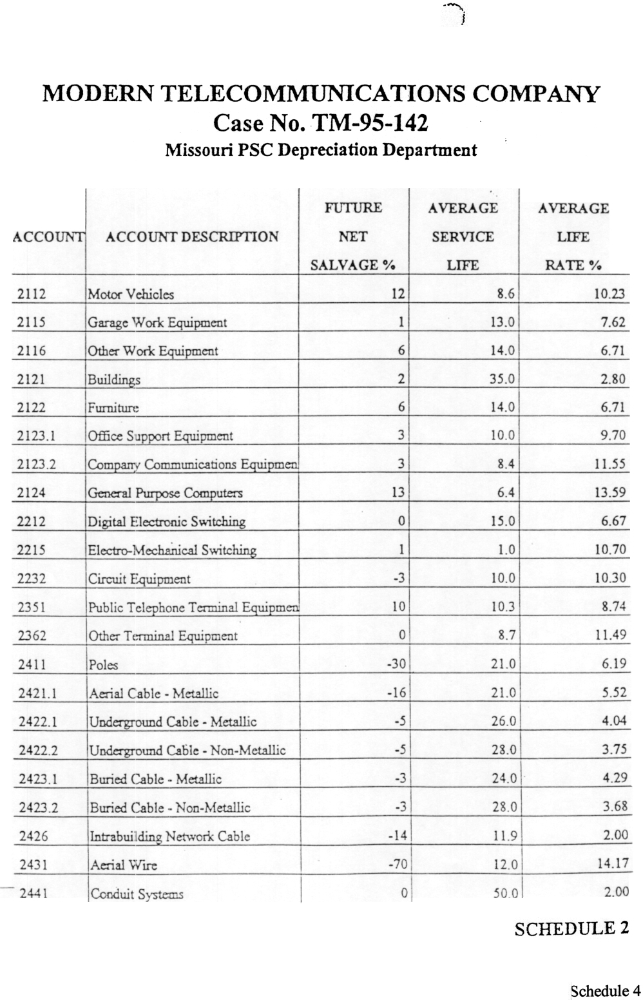 MODERN TELECOMMUNICATIONS COMPANY
Case No. TM-95-142
Missouri PSC Depreciation Department
FUTURE AVERAGE AVERAGE
ACCOUNT ACCOUNT DESCRIPTION NET SERVICE LIFE
SALVAGE % LIFE RATE %
2112 Motor Vehicles 12 8.6 10.23
2115 Garage Work Equipment 1 13.0 7.62
2116 Other Work Equipment 6 14.0 6.71
2121 Buildings 2 35.0 2.80
2122 Furniture 6 14.0 6.71
2123.1 Office Support Equipment 3 10.0 9.70
2123.2 Company Communications Equipmen 3 8.4 11.55
2124 General Purpose Computers 13 6.4 13.59
2212 Digital Electronic Switching 0 15.0 6.67
2215 Electro-Mechanical Switching 1 1.0 10.70
2232 Circuit Equipment -3 10.0 10.30
2351 Public Telephone Terminal Equipmen 10 10.3 8.74
2362 Other Terminal Equipment 0 8.7 11.49
2411 Poles -30 21.0 6.19
2421.1 Aerial Cable - Metallic -16 21.0 5.52
2422.1 Underground Cable - Metallic -5 26.0 4.04
2422.2 Underground Cable - Non-Metallic -5 28.0 3.75
2423.1 Buried Cable - Metallic -3 24.0 4.29
2423.2 Buried Cable - Non-Metallic -3 28.0 3.68
2426 Intrabuilding Network Cable -14 11.9 2.00
2431 Aerial Wire -70 12.0 14.17
2441 Conduit Systems 0 50.0 2.00
SCHEDULE 2
Schedule 4